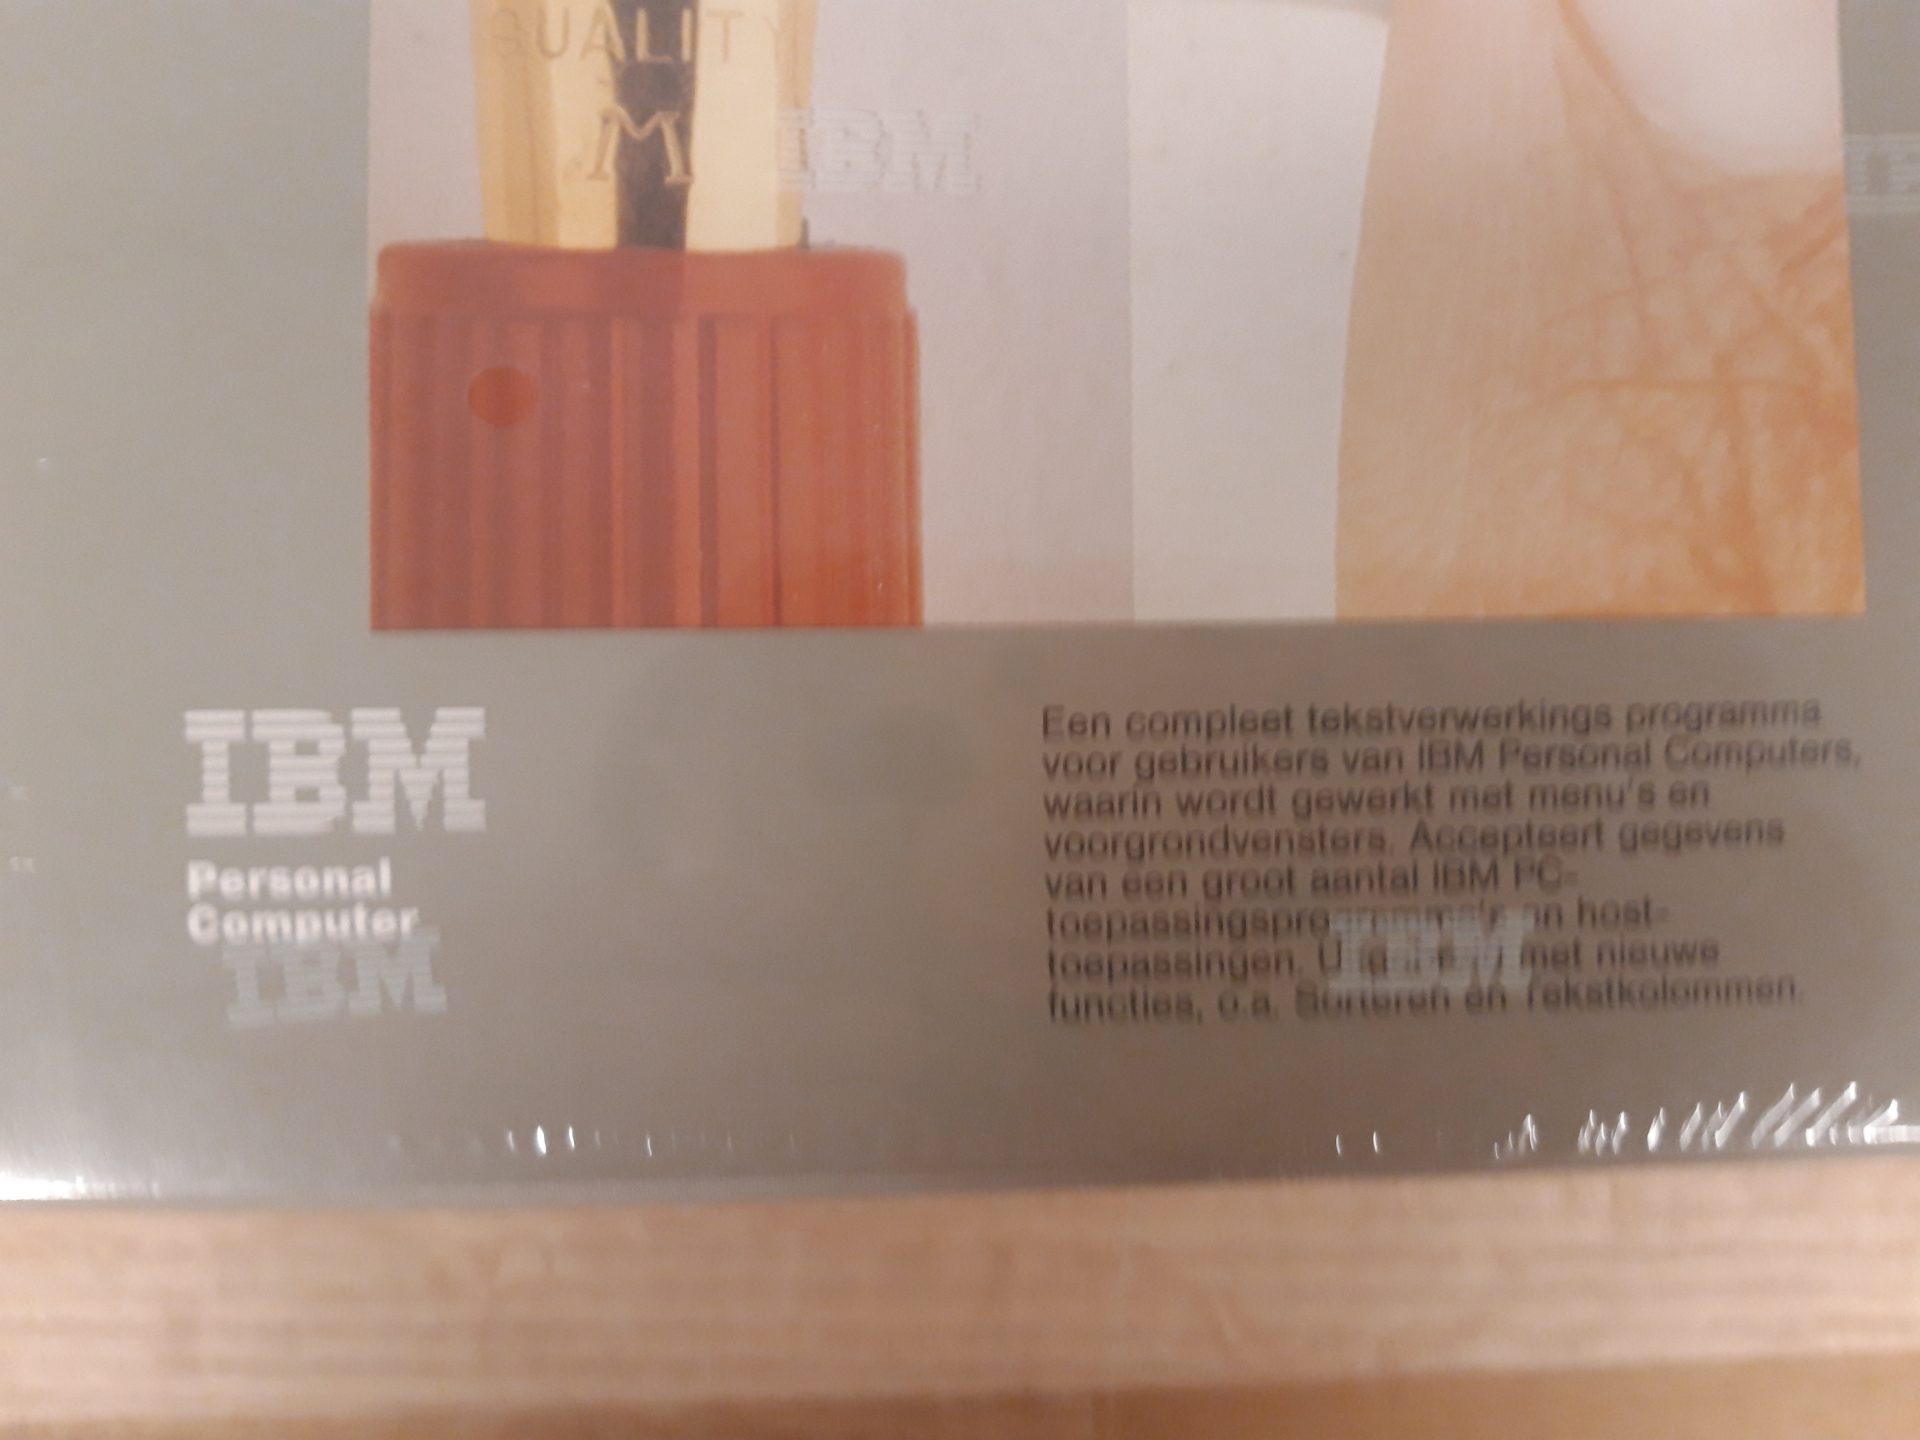 QUALITY
M
IBM
IBM
Personal
Computer
IBM
Een compleet tekstverwerkings programma
voor gebruikers van IBM Personal Computers,
waarin wordt gewerkt met menu's en
voorgrondvensters. Accepteert gegevens
van een groot aantal IBM PC-
toepassingsprogramma's en host-
toepassingen. met nieuwe
functies, o.a. Sorteren en Tekstkolommen.
IBM